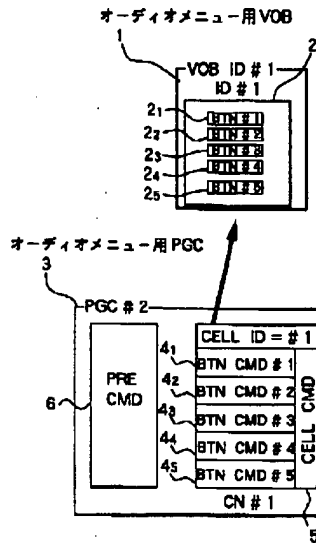 オーディオメニュー用VOB
1
2
VOB ID # 1
ID # 1
2₁ BTN # 1
2₂ BTN # 2
2₃ BTN # 3
2₄ BTN # 4
2₅ BTN # 5
オーディオメニュー用PGC
3
PGC # 2
CELL ID = # 1
4₁ BTN CMD # 1
4₂ BTN CMD # 2
4₃ BTN CMD # 3
4₄ BTN CMD # 4
4₅ BTN CMD # 5
6
PRE
CMD
CELL CMD
CN # 1
5